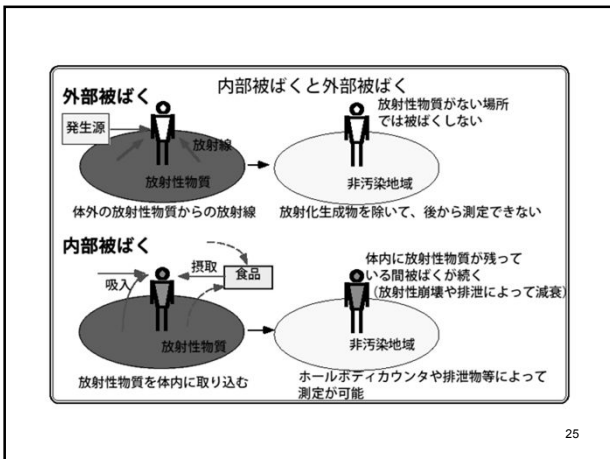 内部被ばくと外部被ばく
外部被ばく
発生源
放射線
放射性物質
体外の放射性物質からの放射線
放射性物質がない場所
では被ばくしない
非汚染地域
放射化生成物を除いて、後から測定できない
内部被ばく
吸入
摂取
食品
放射性物質
放射性物質を体内に取り込む
体内に放射性物質が残って
いる間被ばくが続く
(放射性崩壊や排泄によって減衰)
非汚染地域
ホールボディカウンタや排泄物等によって
測定が可能
25